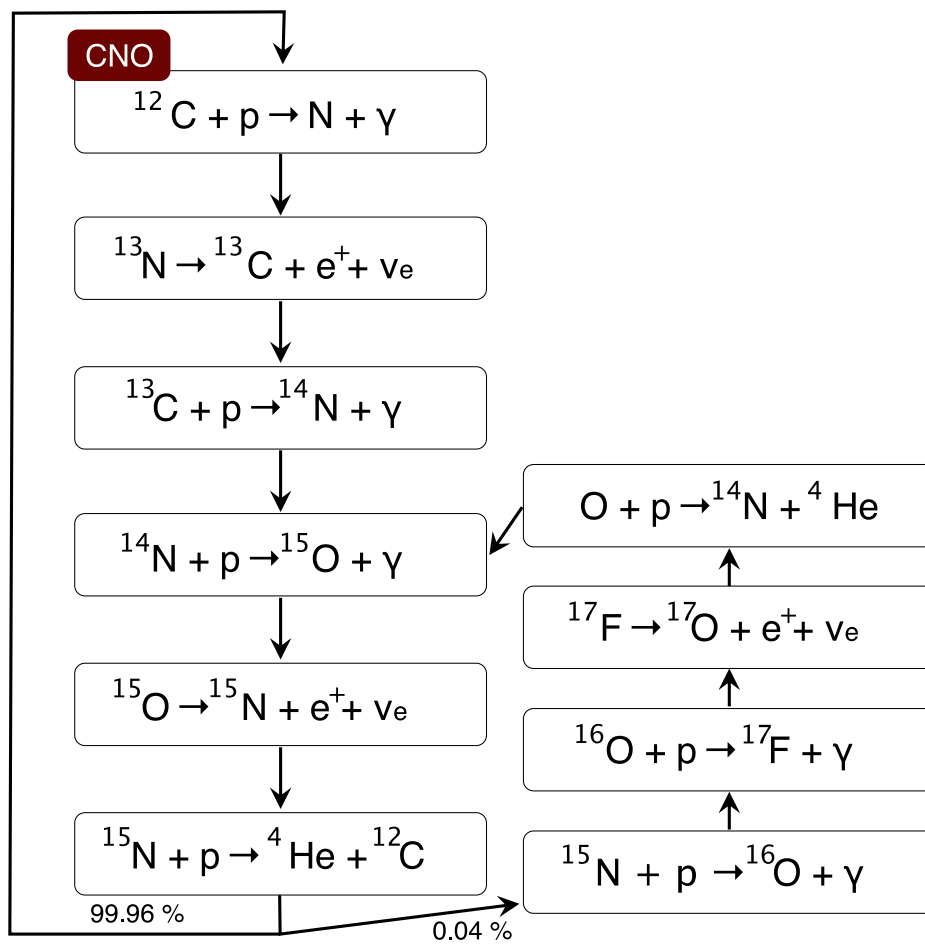 CNO
¹²C + p → N + γ
¹³N → ¹³C + e⁺ + νe
¹³C + p → ¹⁴N + γ
¹⁴N + p → ¹⁵O + γ
¹⁵O → ¹⁵N + e⁺ + νe
¹⁵N + p → ⁴He + ¹²C
99.96 %
0.04 %
O + p → ¹⁴N + ⁴He
¹⁷F → ¹⁷O + e⁺ + νe
¹⁶O + p → ¹⁷F + γ
¹⁵N + p → ¹⁶O + γ